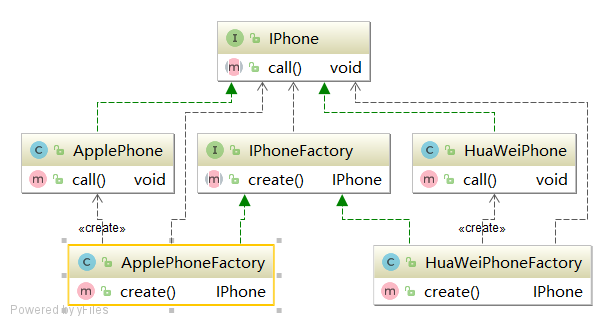 I IPhone
m call() void
C ApplePhone
m call() void
I IPhoneFactory
m create() IPhone
C HuaWeiPhone
m call() void
«create»
«create»
C ApplePhoneFactory
m create() IPhone
C HuaWeiPhoneFactory
m create() IPhone
Powered by yFiles